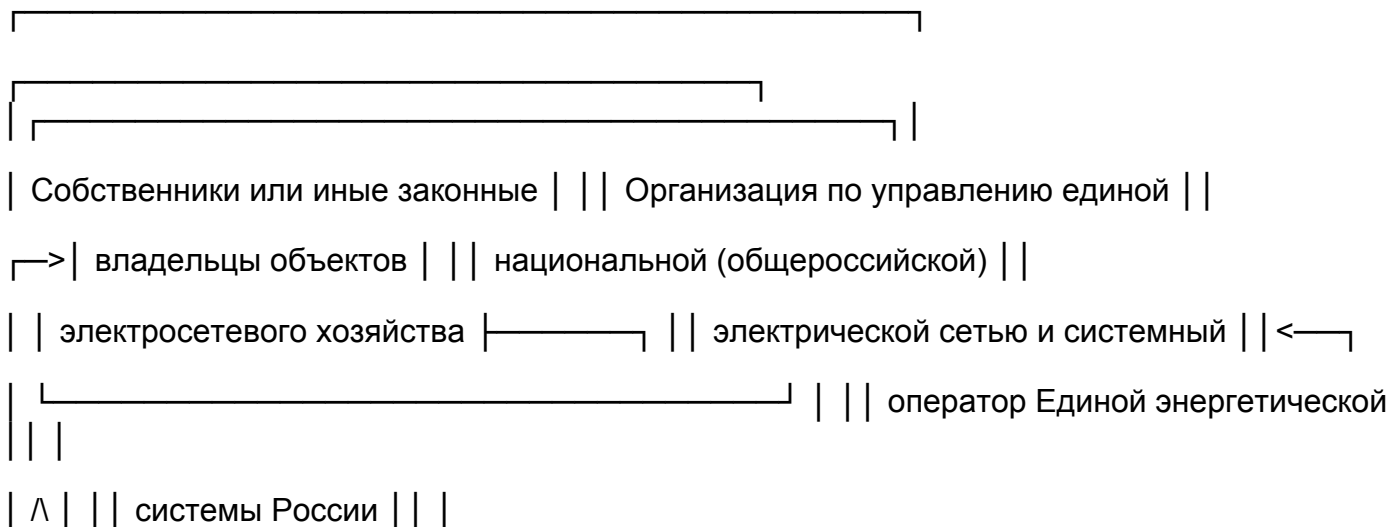 ┌─────────────────────────────────────────┐
┌─────────────────────────────────┐
│┌───────────────────────────────────────┐│
│ Собственники или иные законные │ ││ Организация по управлению единой ││
┌─>│ владельцы объектов │ ││ национальной (общероссийской) ││
│ │ электросетевого хозяйства ├───────┐ ││ электрической сетью и системный ││<──┐
│ └─────────────────────────────────┘ │ ││ оператор Единой энергетической
││ │
│ /\ │ ││ системы России ││ │